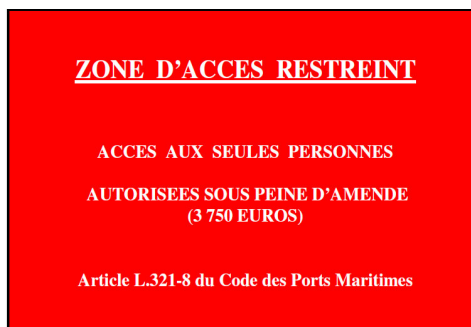 ZONE D'ACCES RESTREINT
ACCES AUX SEULES PERSONNES
AUTORISEES SOUS PEINE D'AMENDE
(3 750 EUROS)
Article L.321-8 du Code des Ports Maritimes